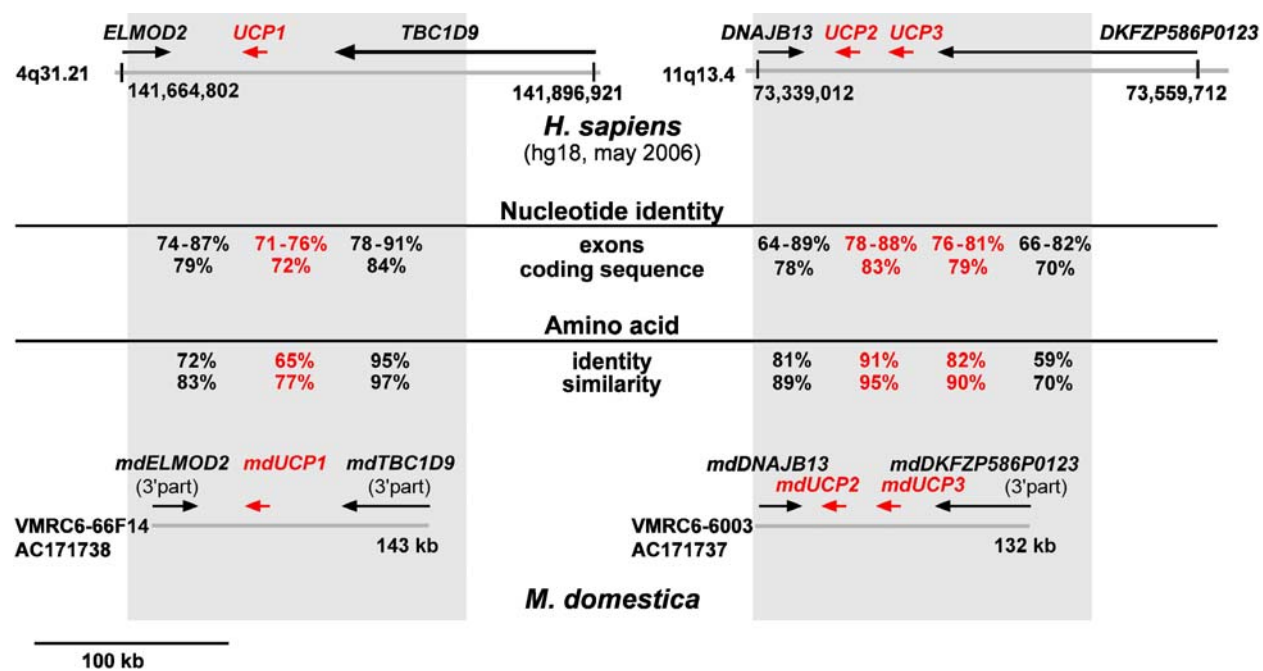 ELMOD2 UCP1 TBC1D9 DNAJB13 UCP2 UCP3 DKFZP586P0123
4q31.21 11q13.4
141,664,802 141,896,921 73,339,012 73,559,712
H. sapiens
(hg18, may 2006)
Nucleotide identity
74-87% 71-76% 78-91% exons 64-89% 78-88% 76-81% 66-82%
79% 72% 84% coding sequence 78% 83% 79% 70%
Amino acid
72% 65% 95% identity 81% 91% 82% 59%
83% 77% 97% similarity 89% 95% 90% 70%
mdELMOD2 mdUCP1 mdTBC1D9 mdDNAJB13 mdDKFZP586P0123
(3'part) (3'part) mdUCP2 mdUCP3 (3'part)
VMRC6-66F14 VMRC6-6003
AC171738 143 kb AC171737 132 kb
M. domestica
100 kb